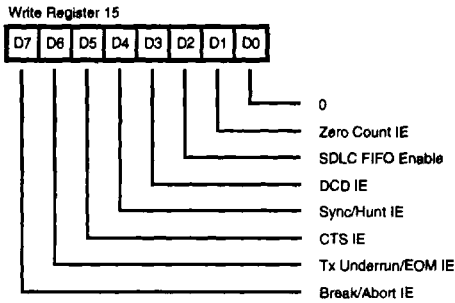 Write Register 15
D7 D6 D5 D4 D3 D2 D1 D0
0
Zero Count IE
SDLC FIFO Enable
DCD IE
Sync/Hunt IE
CTS IE
Tx Underrun/EOM IE
Break/Abort IE